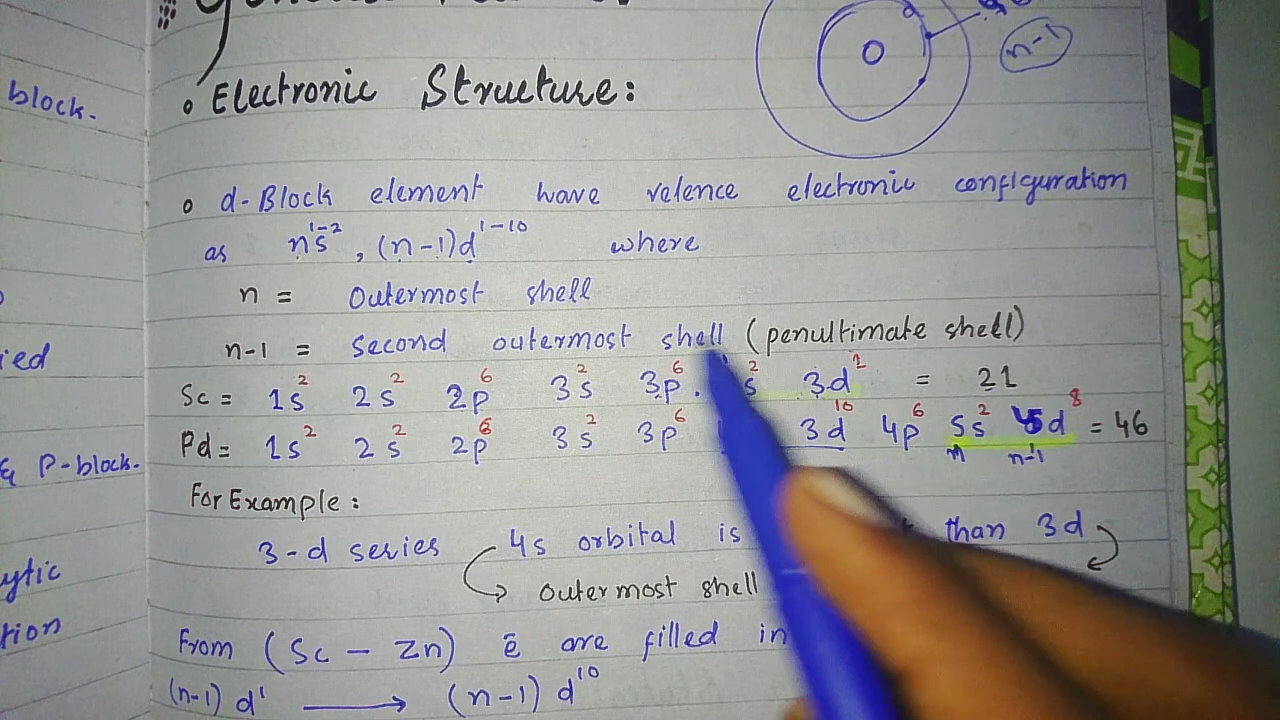 block.
n-1
• Electronic Structure:
• d-Block element have valence electronic configuration
as ns¹⁻², (n-1)d¹⁻¹⁰ where
n = Outermost shell
n-1 = second outermost shell (penultimate shell)
Sc = 1s² 2s² 2p⁶ 3s² 3p⁶ s² 3d¹ = 21
Pd = 1s² 2s² 2p⁶ 3s² 3p⁶ 3d¹⁰ 4p⁶ 5s² d⁸ = 46
n n-1
& P-block.
For Example:
ied
3-d series 4s orbital is than 3d
outermost shell
ytic
tion
From (Sc - Zn) ē are filled in
(n-1) d¹ → (n-1) d¹⁰